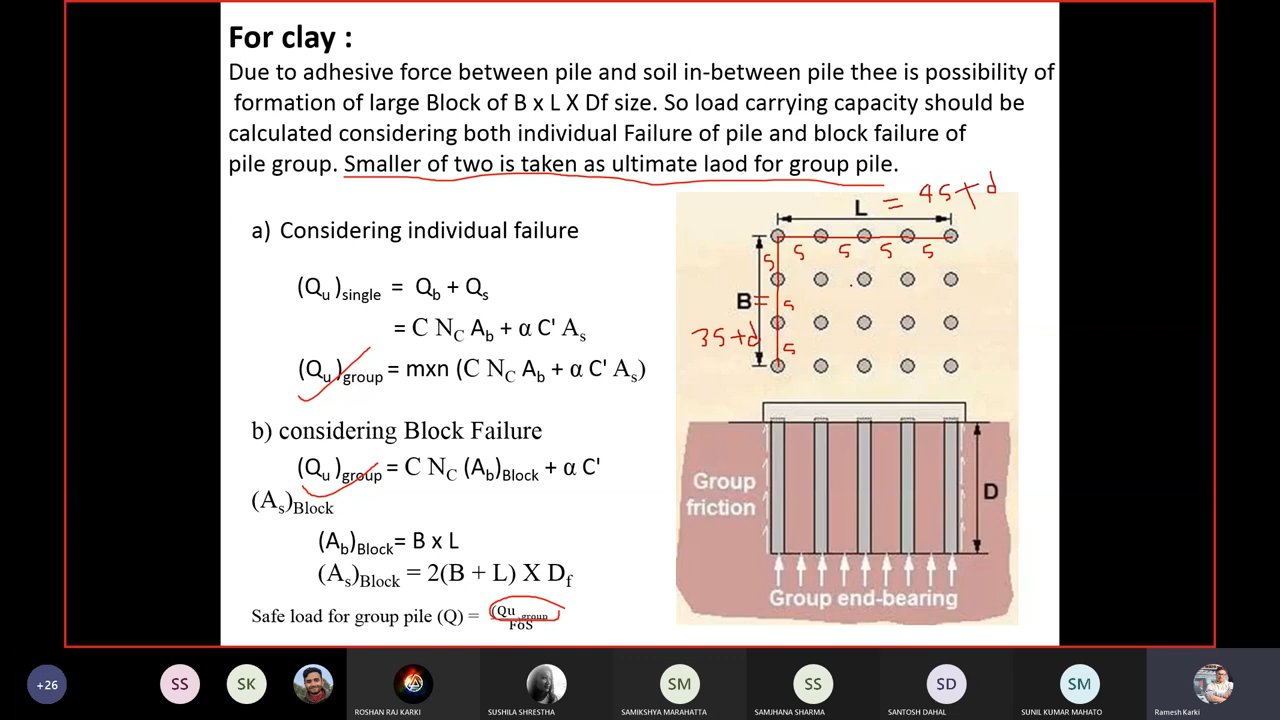 For clay :
Due to adhesive force between pile and soil in-between pile thee is possibility of
formation of large Block of B x L X Df size. So load carrying capacity should be
calculated considering both individual Failure of pile and block failure of
pile group. Smaller of two is taken as ultimate laod for group pile.
a) Considering individual failure
(Qu )single = Qb + Qs
= C NC Ab + α C' As
(Qu )group = mxn (C NC Ab + α C' As)
b) considering Block Failure
(Qu )group = C NC (Ab)Block + α C'
(As)Block
(Ab)Block= B x L
(As)Block = 2(B + L) X Df
Safe load for group pile (Q) = (Qu group
FoS
L = 4S+d
S S S S
S
B =
S
3S+d
S
Group
friction
D
Group end-bearing
+26
SS
SK
ROSHAN RAJ KARKI
SUSHILA SHRESTHA
SM
SAMIKSHYA MARAHATTA
SS
SAMJHANA SHARMA
SD
SANTOSH DAHAL
SM
SUNIL KUMAR MAHATO
Ramesh Karki